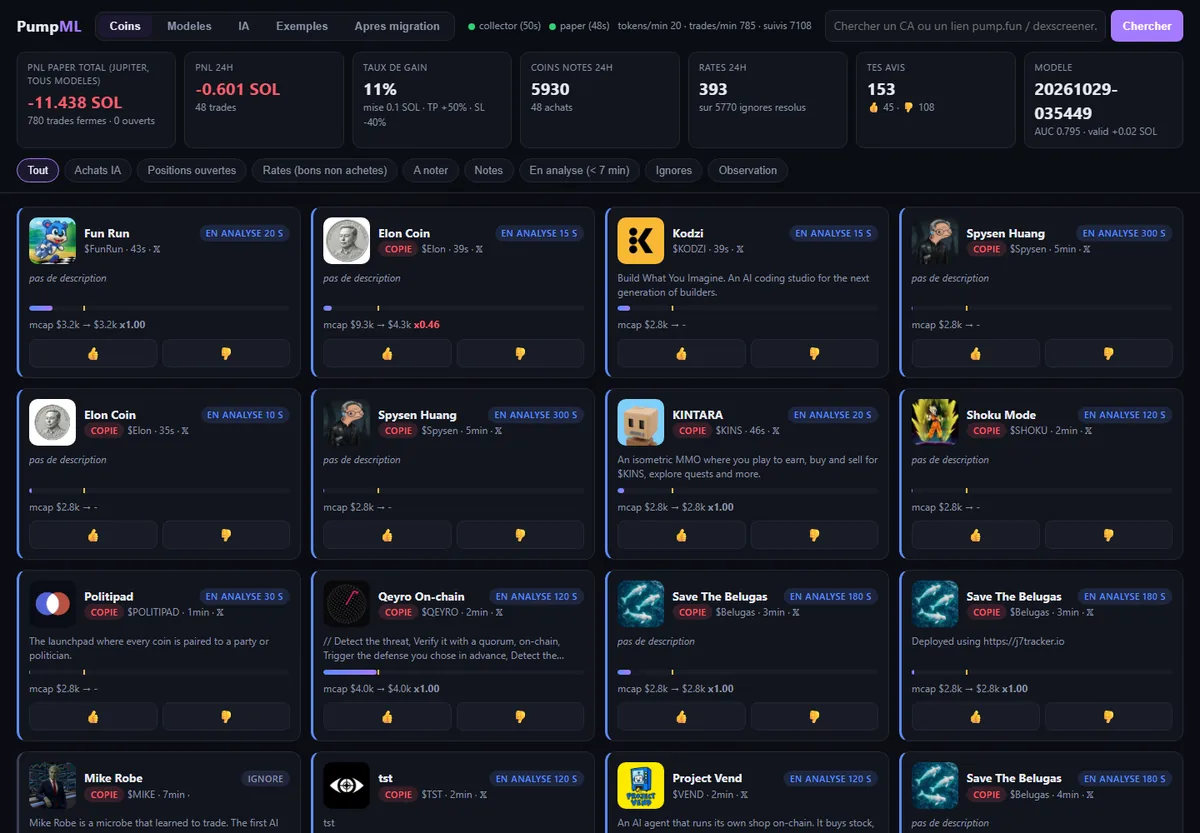 PumpML
Coins
Modeles
IA
Exemples
Apres migration
collector (50s)
paper (48s)
tokens/min 20 · trades/min 785 · suivis 7108
Chercher un CA ou un lien pump.fun / dexscreener.
Chercher
PNL PAPER TOTAL (JUPITER,
TOUS MODELES)
-11.438 SOL
780 trades fermes · 0 ouverts
PNL 24H
-0.601 SOL
48 trades
TAUX DE GAIN
11%
mise 0.1 SOL · TP +50% · SL
-40%
COINS NOTES 24H
5930
48 achats
RATES 24H
393
sur 5770 ignores resolus
TES AVIS
153
👍 45 · 👎 108
MODELE
20261029-
035449
AUC 0.795 · valid +0.02 SOL
Tout
Achats IA
Positions ouvertes
Rates (bons non achetes)
A noter
Notes
En analyse (< 7 min)
Ignores
Observation
Fun Run
EN ANALYSE 20 S
$FunRun · 43s · 𝕏
pas de description
mcap $3.2k → $3.2k x1.00
Elon Coin
EN ANALYSE 15 S
COPIE $Elon · 39s · 𝕏
pas de description
mcap $9.3k → $4.3k x0.46
Kodzi
EN ANALYSE 15 S
$KODZI · 39s · 𝕏
Build What You Imagine. An AI coding studio for the next
generation of builders.
mcap $2.8k → -
Spysen Huang
EN ANALYSE 300 S
COPIE $Spysen · 5min · 𝕏
pas de description
mcap $2.8k → -
Elon Coin
EN ANALYSE 10 S
COPIE $Elon · 35s · 𝕏
pas de description
mcap $2.8k → -
Spysen Huang
EN ANALYSE 300 S
COPIE $Spysen · 5min · 𝕏
pas de description
mcap $2.8k → -
KINTARA
EN ANALYSE 20 S
COPIE $KINS · 46s · 𝕏
An isometric MMO where you play to earn, buy and sell for
$KINS, explore quests and more.
mcap $2.8k → $2.8k x1.00
Shoku Mode
EN ANALYSE 120 S
COPIE $SHOKU · 2min · 𝕏
pas de description
mcap $2.8k → -
Politipad
EN ANALYSE 30 S
COPIE $POLITIPAD · 1min · 𝕏
The launchpad where every coin is paired to a party or
politician.
mcap $2.8k → -
Qeyro On-chain
EN ANALYSE 120 S
COPIE $QEYRO · 2min · 𝕏
// Detect the threat, Verify it with a quorum, on-chain,
Trigger the defense you chose in advance, Detect the...
mcap $4.0k → $4.0k x1.00
Save The Belugas
EN ANALYSE 180 S
COPIE $Belugas · 3min · 𝕏
pas de description
mcap $2.8k → $2.8k x1.00
Save The Belugas
EN ANALYSE 180 S
COPIE $Belugas · 3min · 𝕏
Deployed using https://j7tracker.io
mcap $2.8k → $2.8k x1.00
Mike Robe
IGNORE
COPIE $MIKE · 7min ·
Mike Robe is a microbe that learned to trade. The first AI
tst
EN ANALYSE 120 S
COPIE $TST · 2min · 𝕏
tst
PROJECT
VEND
Project Vend
EN ANALYSE 120 S
COPIE $VEND · 2min · 𝕏
An AI agent that runs its own shop on-chain. It buys stock,
Save The Belugas
EN ANALYSE 180 S
COPIE $Belugas · 4min · 𝕏
pas de description